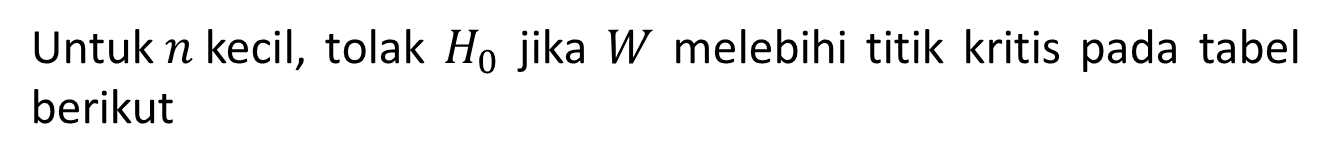 Untuk n kecil, tolak H₀ jika W melebihi titik kritis pada tabel
berikut